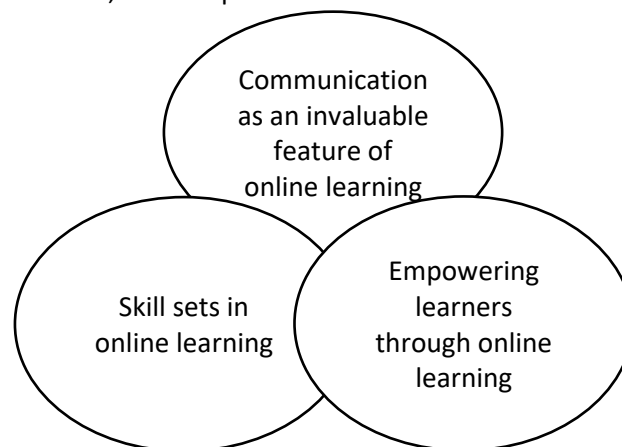 Communication
as an invaluable
feature of
online learning
Skill sets in
online learning
Empowering
learners
through online
learning